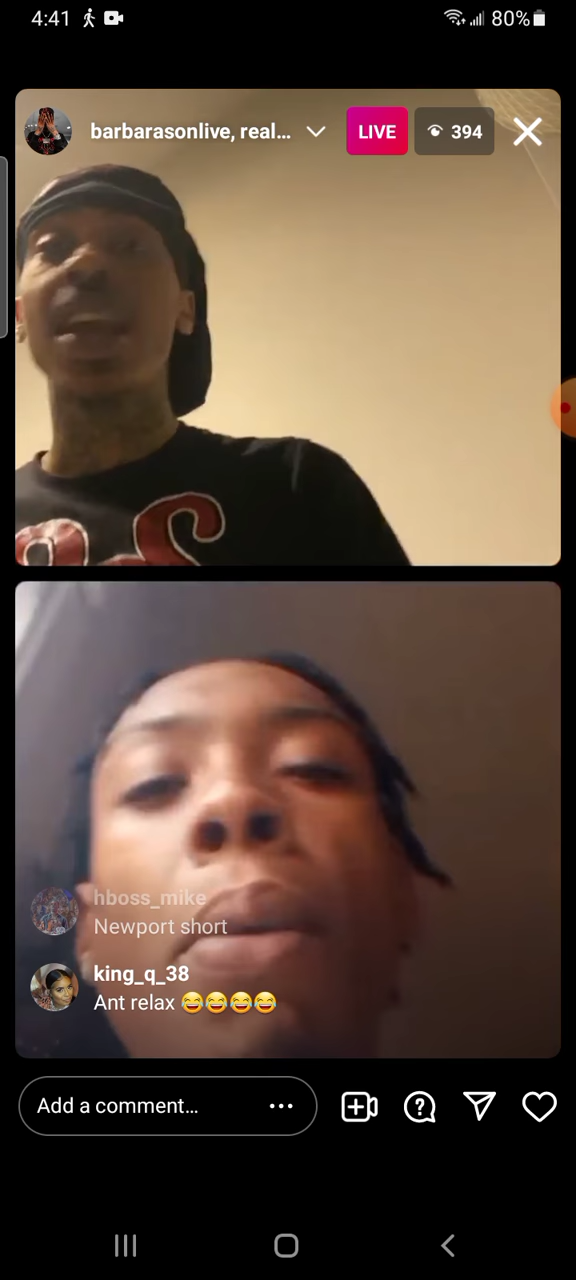 4:41
80%
barbarasonlive, real...
LIVE
394
hboss_mike
Newport short
king_q_38
Ant relax 😂😂😂😂
Add a comment...